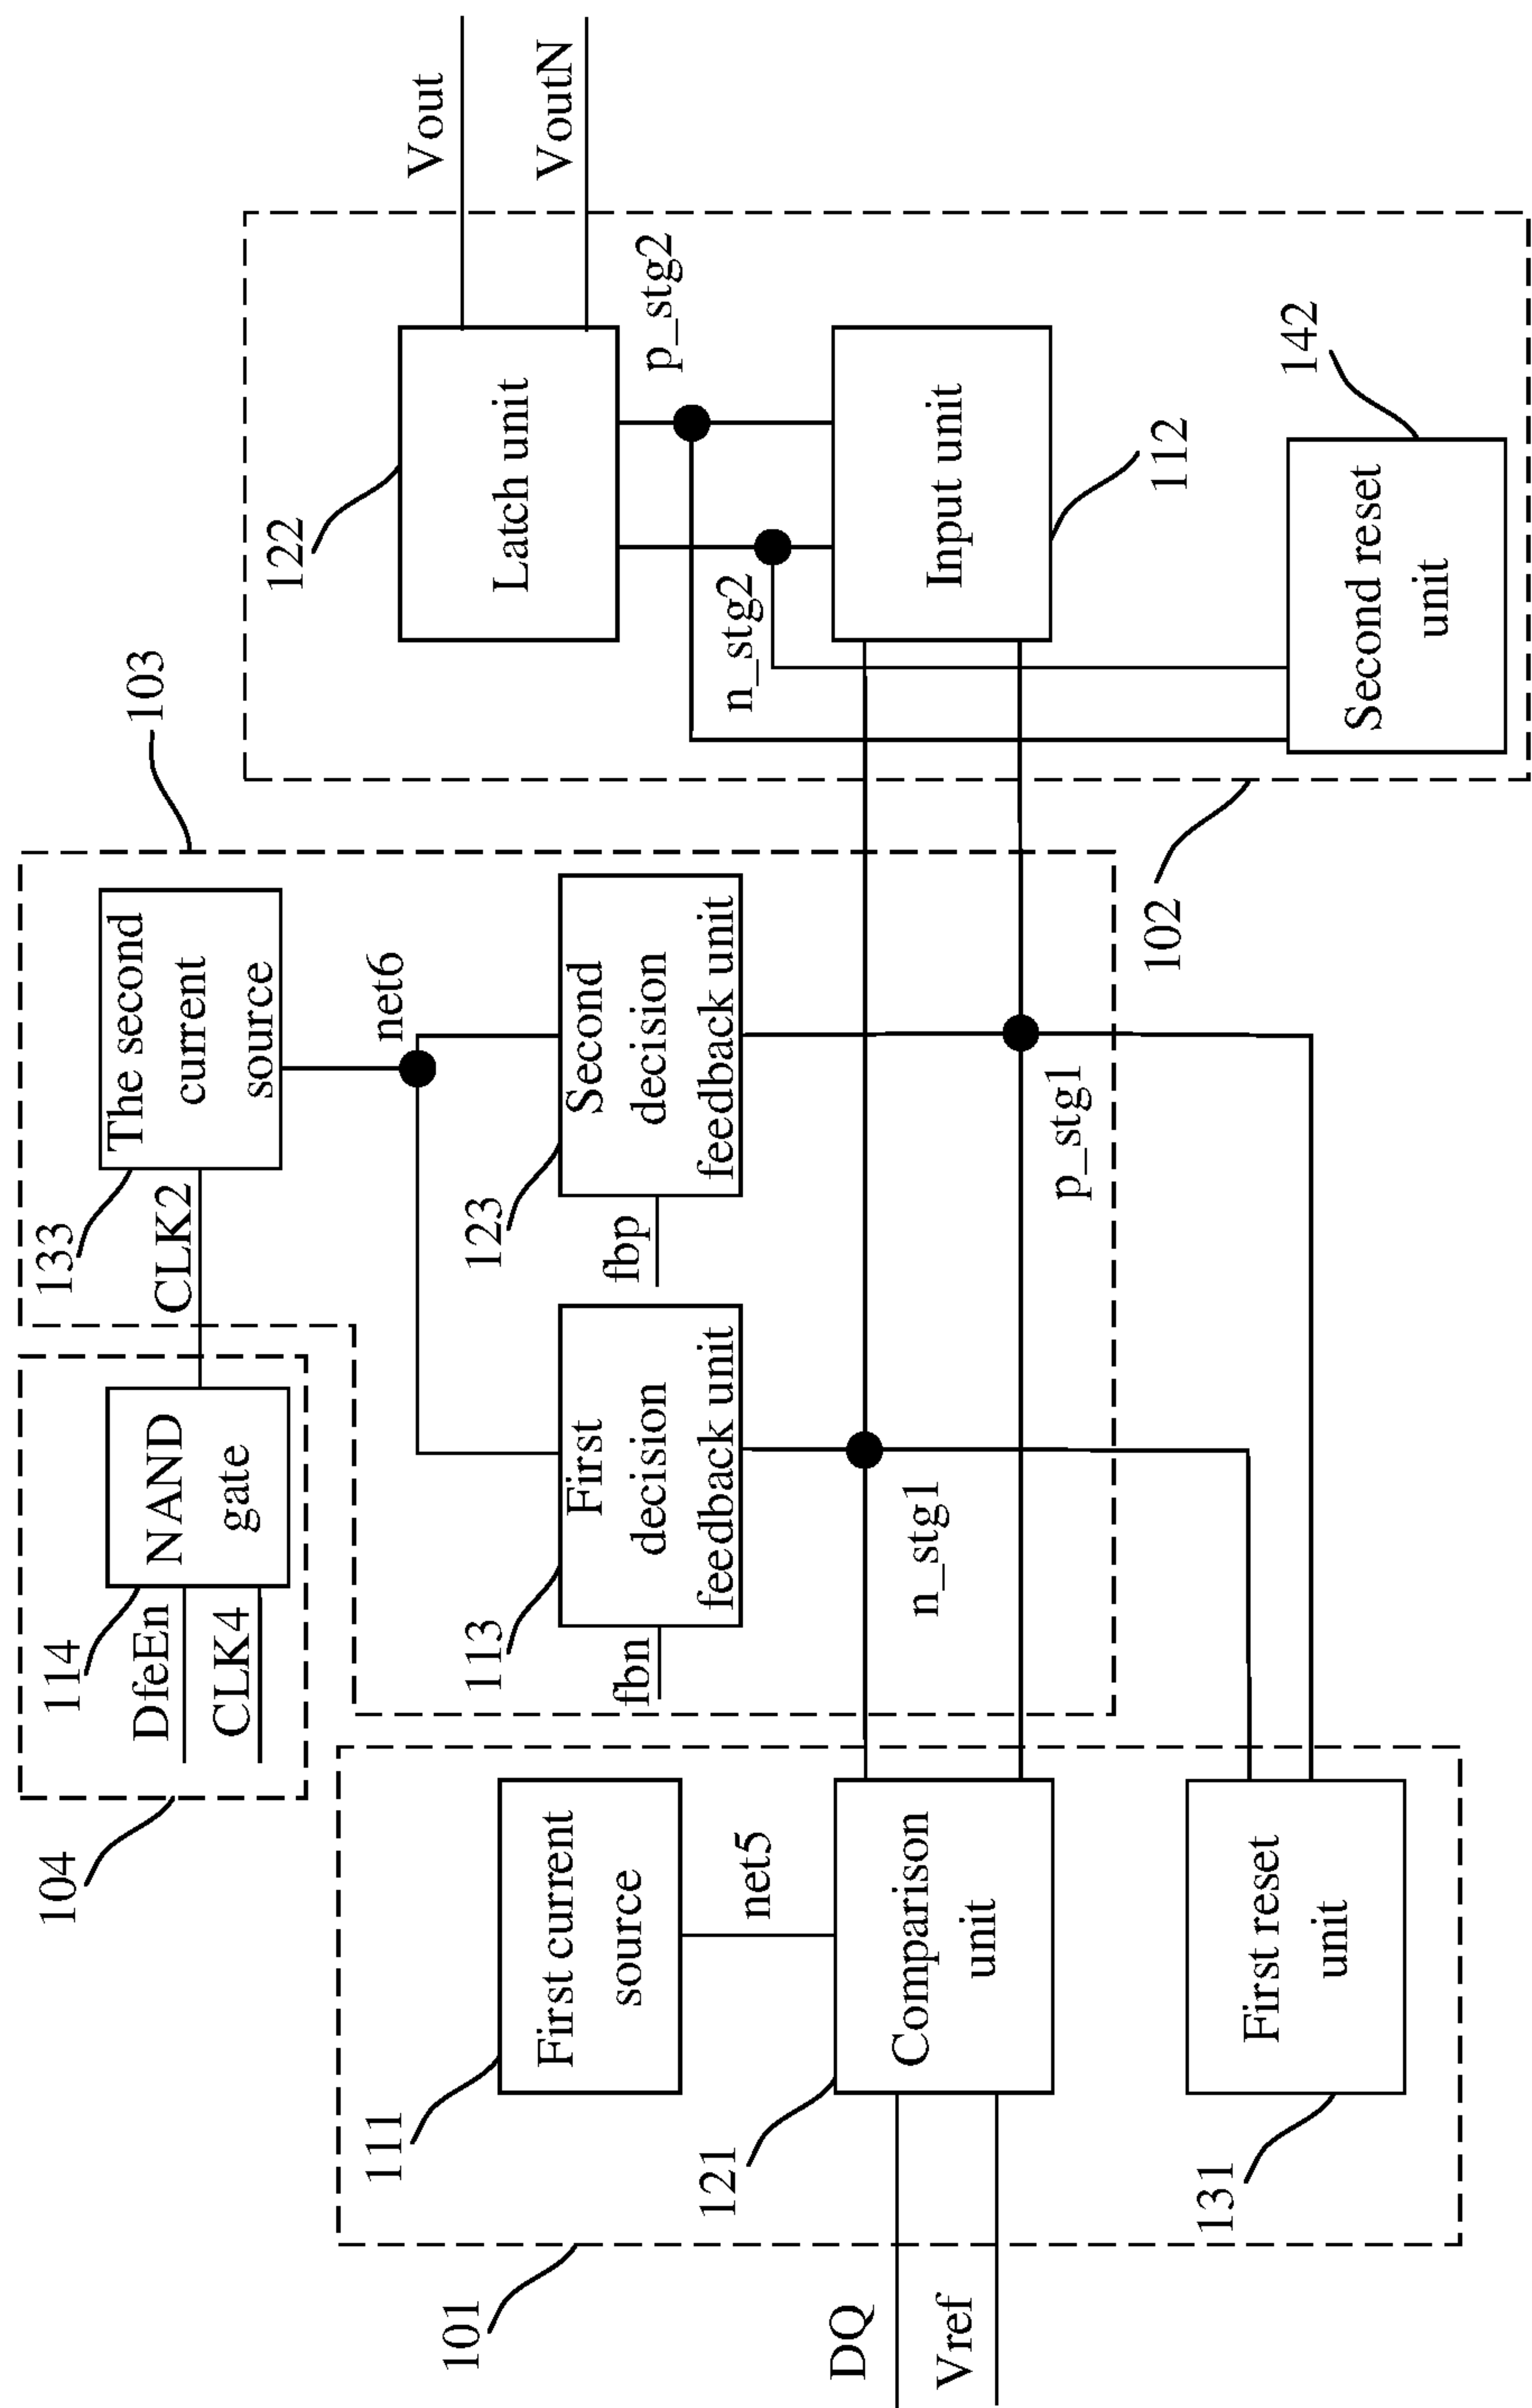 104
114
DfeEn
CLK4
NAND
gate
133
CLK2
The second
current
source
103
net6
101
111
First current
source
net5
113
fbn
First
decision
feedback unit
123
fbp
Second
decision
feedback unit
122
Latch unit
Vout
VoutN
p_stg2
n_stg2
DQ
Vref
121
Comparison
unit
n_stg1
p_stg1
Input unit
112
102
131
First reset
unit
Second reset
unit
142